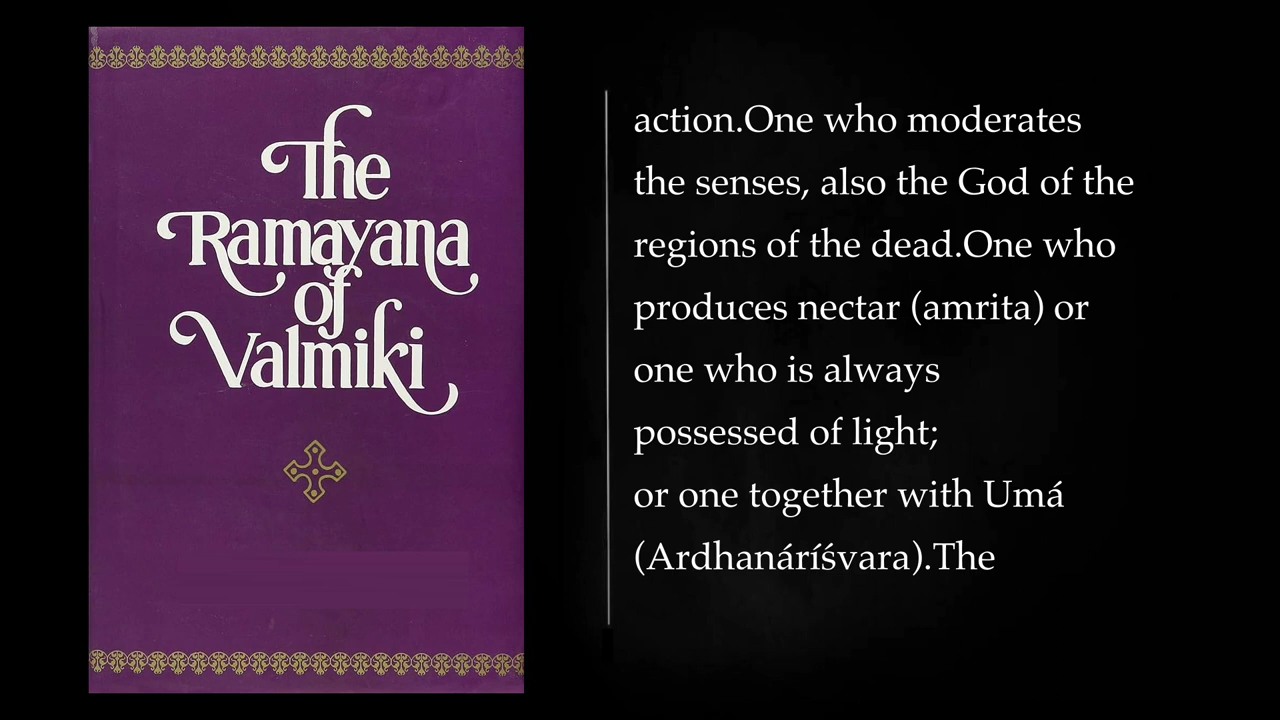 The
Ramayana
of
Valmiki
action.One who moderates
the senses, also the God of the
regions of the dead.One who
produces nectar (amrita) or
one who is always
possessed of light;
or one together with Umá
(Ardhanáríśvara).The